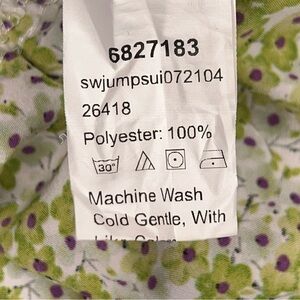 6827183
swjumpsui072104
26418
Polyester: 100%
30°
Machine Wash
Cold Gentle, With